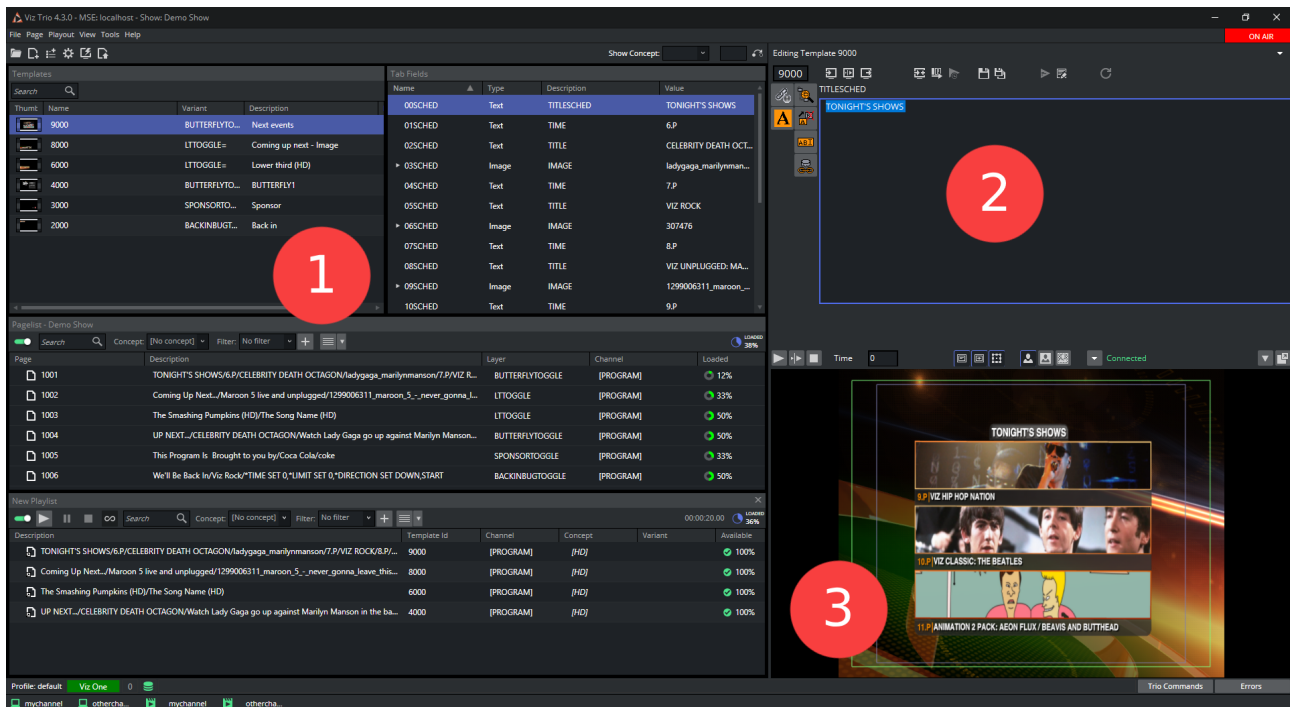 Viz Trio 4.3.0 - MSE: localhost - Show: Demo Show
File Page Playout View Tools Help
ON AIR
Show Concept:
Editing Template 9000
Templates
Search
Thumt Name Variant Description
9000 BUTTERFLYTO... Next events
8000 LTTOGGLE= Coming up next - Image
6000 LTTOGGLE= Lower third (HD)
4000 BUTTERFLYTO... BUTTERFLY1
3000 SPONSORTO... Sponsor
2000 BACKINBUGT... Back in
1
Tab Fields
Name Type Description Value
00SCHED Text TITLESCHED TONIGHT'S SHOWS
01SCHED Text TIME 6.P
02SCHED Text TITLE CELEBRITY DEATH OCT...
03SCHED Image IMAGE ladygaga_marilynman...
04SCHED Text TIME 7.P
05SCHED Text TITLE VIZ ROCK
06SCHED Image IMAGE 307476
07SCHED Text TIME 8.P
08SCHED Text TITLE VIZ UNPLUGGED: MA...
09SCHED Image IMAGE 1299006311_maroon_...
10SCHED Text TIME 9.P
9000
TITLESCHED
TONIGHT'S SHOWS
A
2
Pagelist - Demo Show
Search Concept: [No concept] Filter: No filter LOADED 38%
Page Description Layer Channel Loaded
1001 TONIGHT'S SHOWS/6.P/CELEBRITY DEATH OCTAGON/ladygaga_marilynmanson/7.P/VIZ R... BUTTERFLYTOGGLE [PROGRAM] 12%
1002 Coming Up Next.../Maroon 5 live and unplugged/1299006311_maroon_5_-_never_gonna_l... LTTOGGLE [PROGRAM] 33%
1003 The Smashing Pumpkins (HD)/The Song Name (HD) LTTOGGLE [PROGRAM] 50%
1004 UP NEXT.../CELEBRITY DEATH OCTAGON/Watch Lady Gaga go up against Marilyn Manson... BUTTERFLYTOGGLE [PROGRAM] 50%
1005 This Program Is Brought to you by/Coca Cola/coke SPONSORTOGGLE [PROGRAM] 33%
1006 We'll Be Back In/Viz Rock/*TIME SET 0,*LIMIT SET 0,*DIRECTION SET DOWN,START BACKINBUGTOGGLE [PROGRAM] 50%
New Playlist
Search Concept: [No concept] Filter: No filter 00:00:20.00 LOADED 36%
Description Template Id Channel Concept Variant Available
TONIGHT'S SHOWS/6.P/CELEBRITY DEATH OCTAGON/ladygaga_marilynmanson/7.P/VIZ ROCK/8.P/... 9000 [PROGRAM] [HD] 100%
Coming Up Next.../Maroon 5 live and unplugged/1299006311_maroon_5_-_never_gonna_leave_this... 8000 [PROGRAM] [HD] 100%
The Smashing Pumpkins (HD)/The Song Name (HD) 6000 [PROGRAM] [HD] 100%
UP NEXT.../CELEBRITY DEATH OCTAGON/Watch Lady Gaga go up against Marilyn Manson in the ba... 4000 [PROGRAM] [HD] 100%
Time 0 Connected
TONIGHT'S SHOWS
9.P VIZ HIP HOP NATION
10.P VIZ CLASSIC: THE BEATLES
11.P ANIMATION 2 PACK: AEON FLUX / BEAVIS AND BUTTHEAD
3
Profile: default Viz One 0 Trio Commands Errors
mychannel othercha... mychannel othercha...